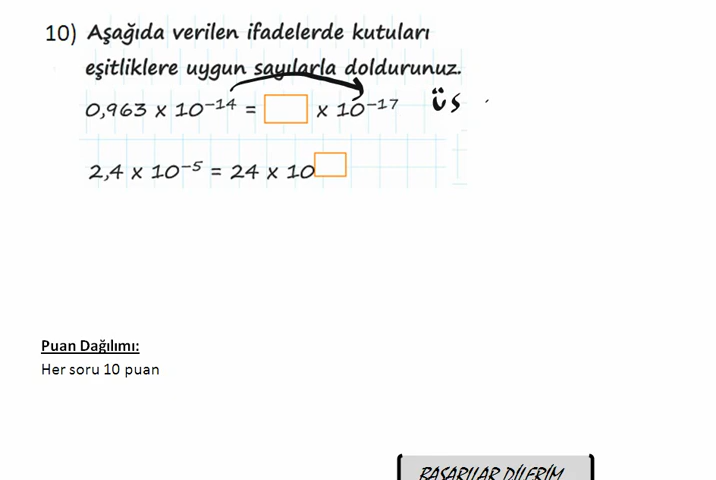 10) Aşağıda verilen ifadelerde kutuları
eşitliklere uygun sayılarla doldurunuz.
0,963 x 10⁻¹⁴ = x 10⁻¹⁷ üs
2,4 x 10⁻⁵ = 24 x 10
Puan Dağılımı:
Her soru 10 puan
BAŞARILAR DİLERİM